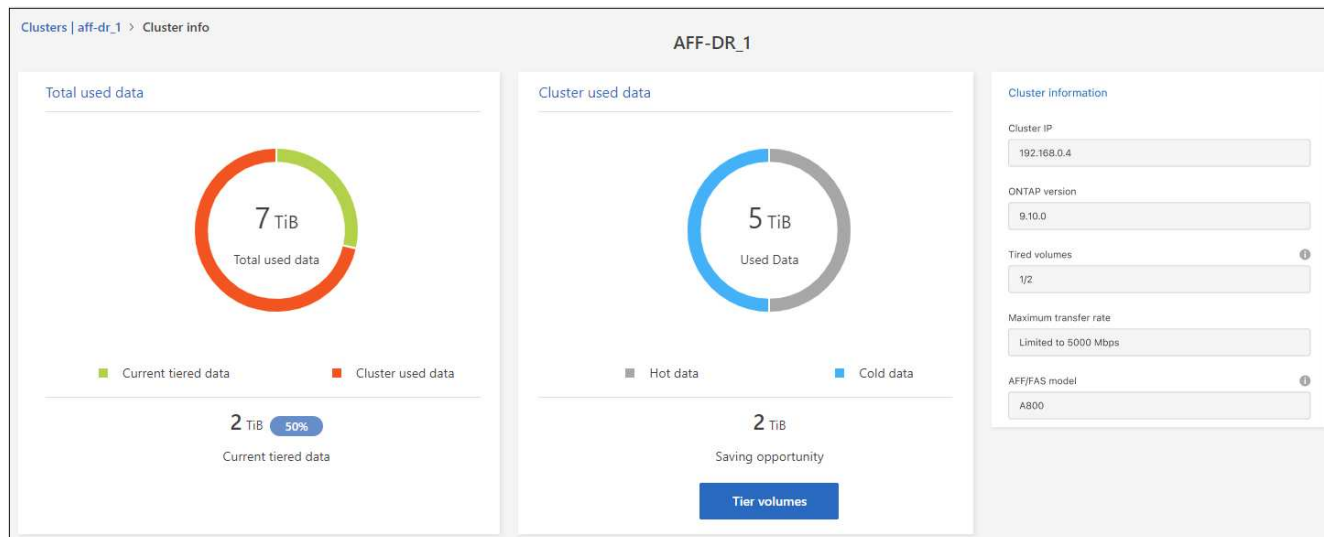 Clusters | aff-dr_1 > Cluster info
AFF-DR_1
Total used data
7 TiB
Total used data
Current tiered data
Cluster used data
2 TiB 50%
Current tiered data
Cluster used data
5 TiB
Used Data
Hot data
Cold data
2 TiB
Saving opportunity
Tier volumes
Cluster information
Cluster IP
192.168.0.4
ONTAP version
9.10.0
Tired volumes
1/2
Maximum transfer rate
Limited to 5000 Mbps
AFF/FAS model
A800